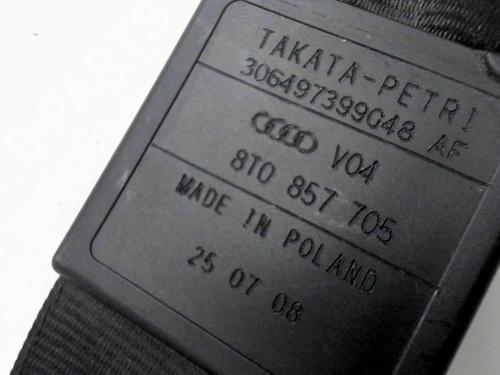 TAKATA-PETRI
306497399048 AF
V04
8T0 857 705
MADE IN POLAND
25 07 08